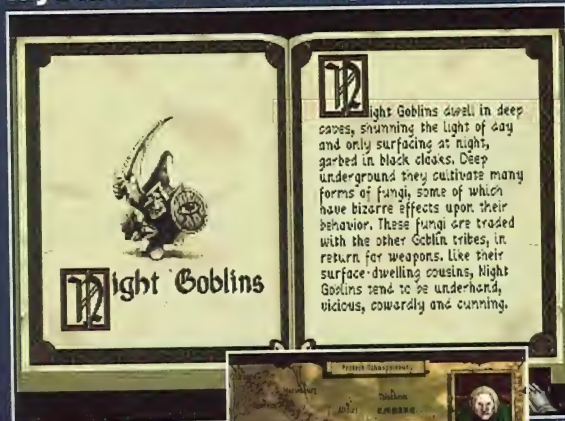 Night Goblins
Night Goblins dwell in deep
caves, shunning the light of day
and only surfacing at night,
garbed in black cloaks. Deep
underground they cultivate many
forms of fungi, some of which
have bizarre effects upon their
behavior. These fungi are traded
with the other Goblin tribes, in
return for weapons. Like their
surface-dwelling cousins, Night
Goblins tend to be underhand,
vicious, cowardly and cunning.